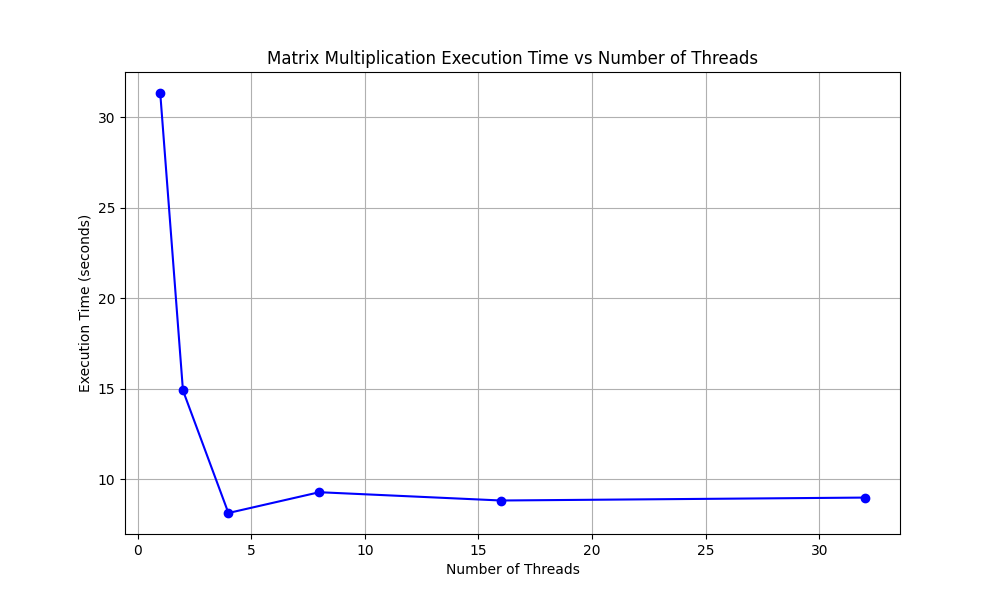 Matrix Multiplication Execution Time vs Number of Threads
30
25
20
15
10
Execution Time (seconds)
0 5 10 15 20 25 30
Number of Threads